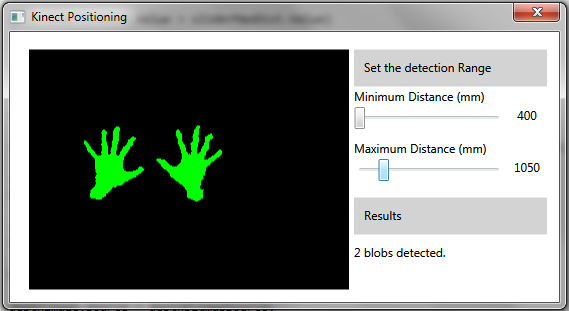 Kinect Positioning
Set the detection Range
Minimum Distance (mm)
400
Maximum Distance (mm)
1050
Results
2 blobs detected.